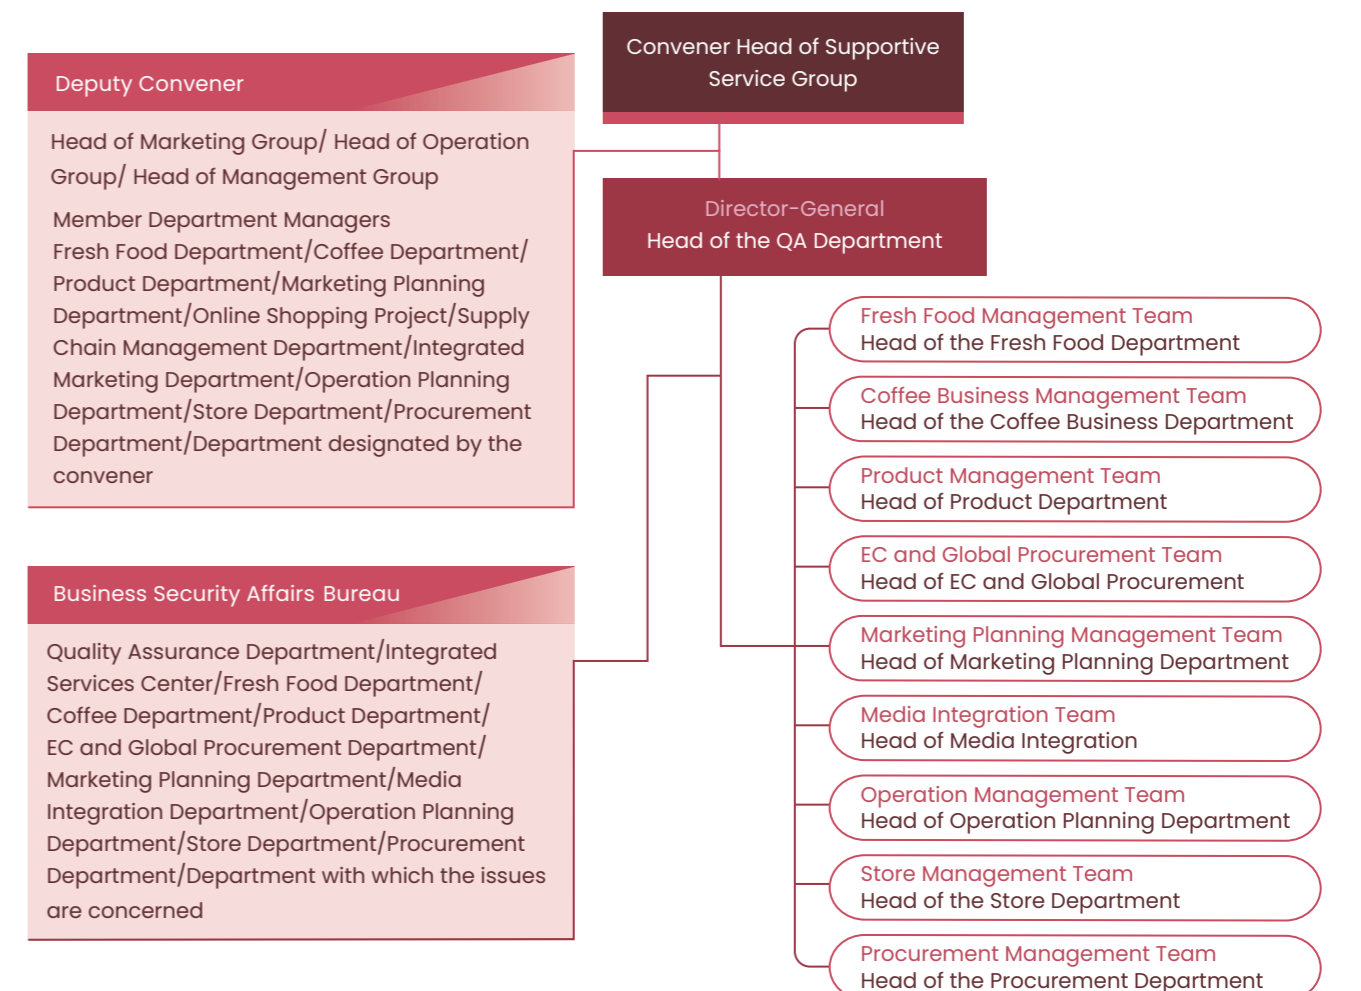 Convener Head of Supportive
Service Group
Deputy Convener
Head of Marketing Group/ Head of Operation
Group/ Head of Management Group
Member Department Managers
Fresh Food Department/Coffee Department/
Product Department/Marketing Planning
Department/Online Shopping Project/Supply
Chain Management Department/Integrated
Marketing Department/Operation Planning
Department/Store Department/Procurement
Department/Department designated by the
convener
Director-General
Head of the QA Department
Business Security Affairs Bureau
Quality Assurance Department/Integrated
Services Center/Fresh Food Department/
Coffee Department/Product Department/
EC and Global Procurement Department/
Marketing Planning Department/Media
Integration Department/Operation Planning
Department/Store Department/Procurement
Department/Department with which the issues
are concerned
Fresh Food Management Team
Head of the Fresh Food Department
Coffee Business Management Team
Head of the Coffee Business Department
Product Management Team
Head of Product Department
EC and Global Procurement Team
Head of EC and Global Procurement
Marketing Planning Management Team
Head of Marketing Planning Department
Media Integration Team
Head of Media Integration
Operation Management Team
Head of Operation Planning Department
Store Management Team
Head of the Store Department
Procurement Management Team
Head of the Procurement Department